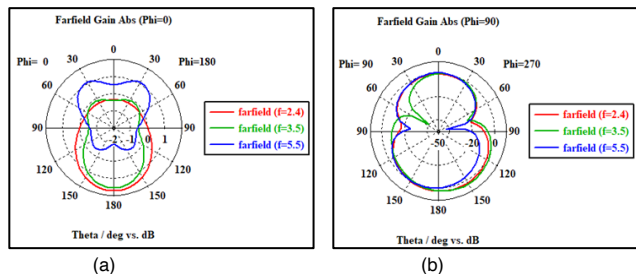 Farfield Gain Abs (Phi=0)
0
30 30
Phi= 0 Phi=180
60 60
90 2 1 0 1 90
120 120
150 150
180
Theta / deg vs. dB
farfield (f=2.4)
farfield (f=3.5)
farfield (f=5.5)
(a)
Farfield Gain Abs (Phi=90)
0
30 30
Phi= 90 Phi=270
60 60
90 -50 -20 0 90
120 120
150 150
180
Theta / deg vs. dB
farfield (f=2.4)
farfield (f=3.5)
farfield (f=5.5)
(b)